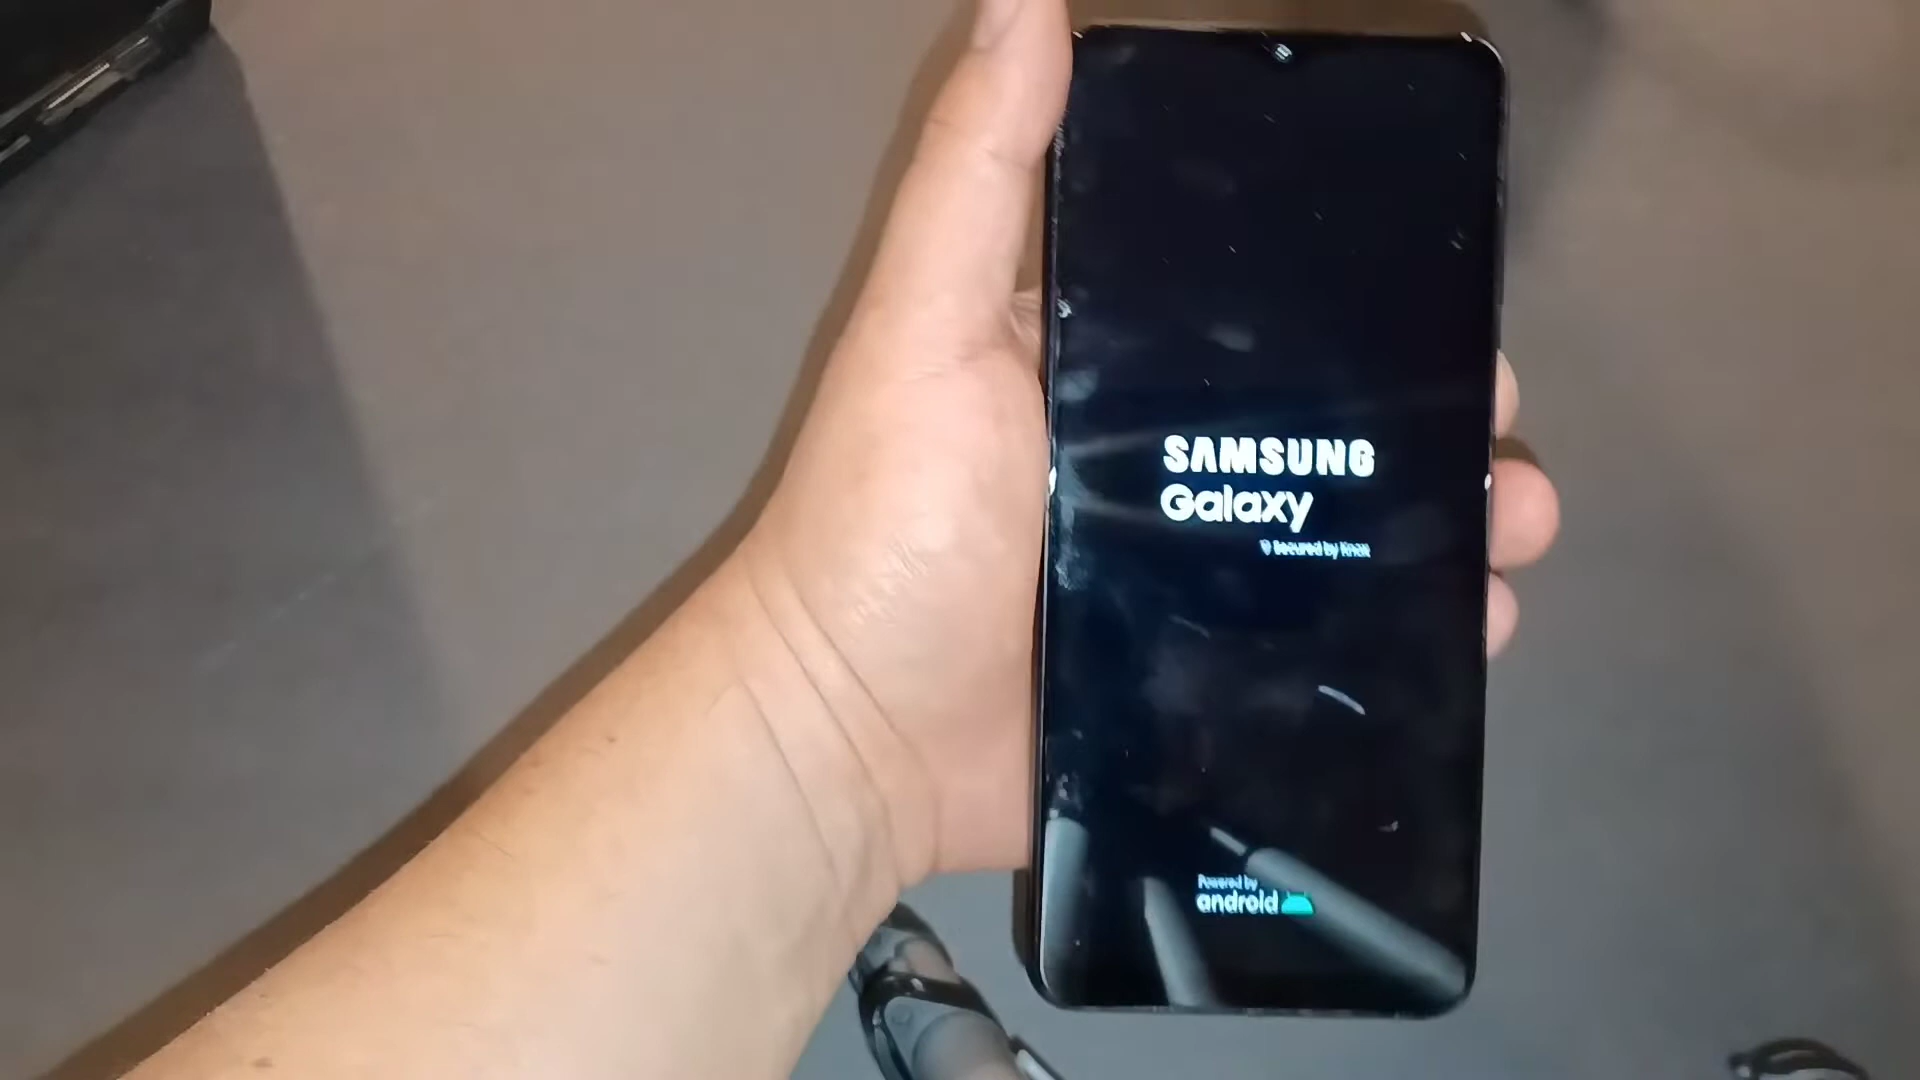 SAMSUNG
Galaxy
Secured by Knox
Powered by
android